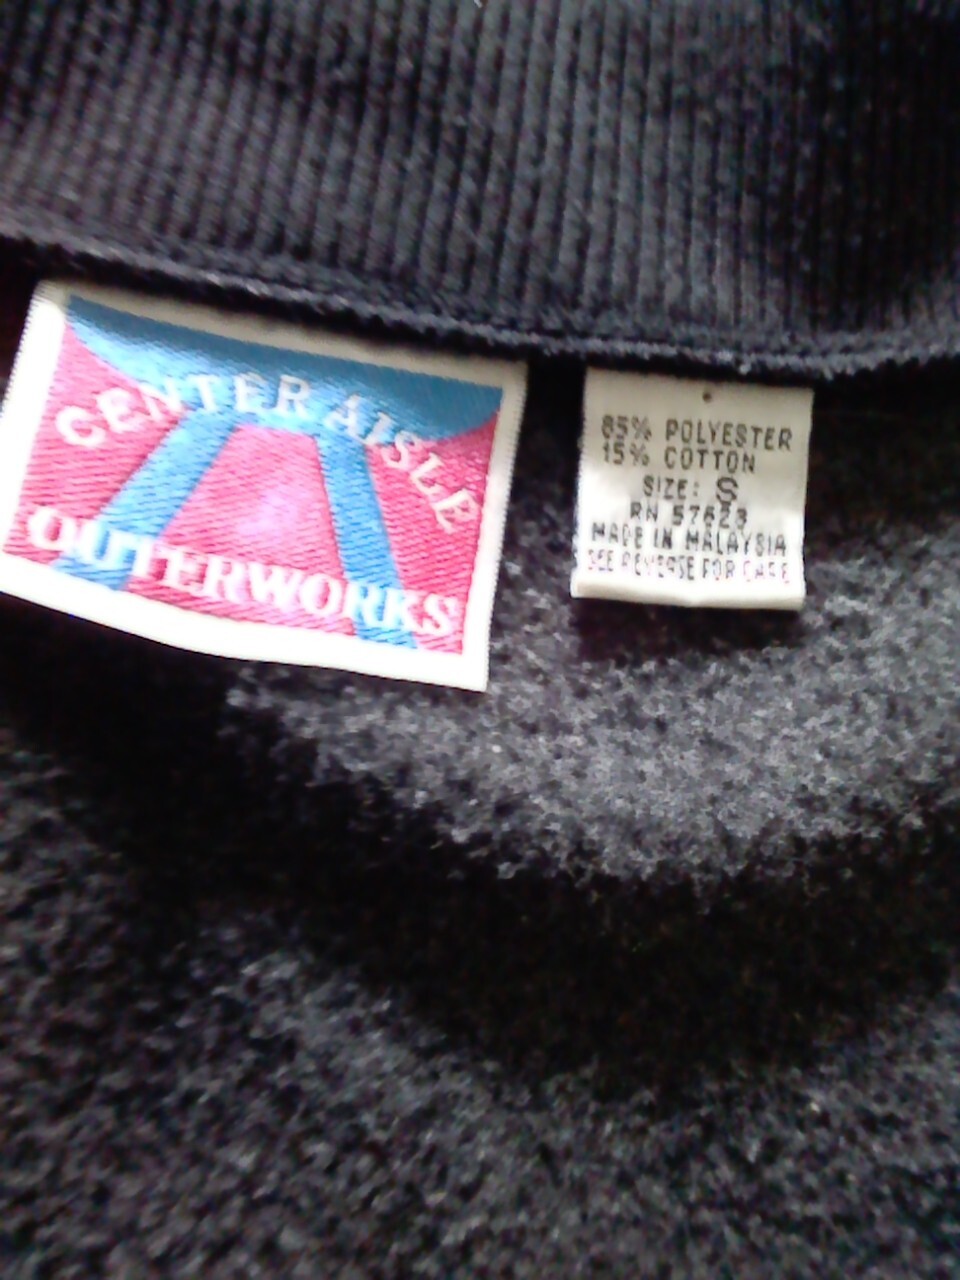 CENTER AISLE
OUTERWORKS
85% POLYESTER
15% COTTON
SIZE: S
RN 57623
MADE IN MALAYSIA
SEE REVERSE FOR CARE